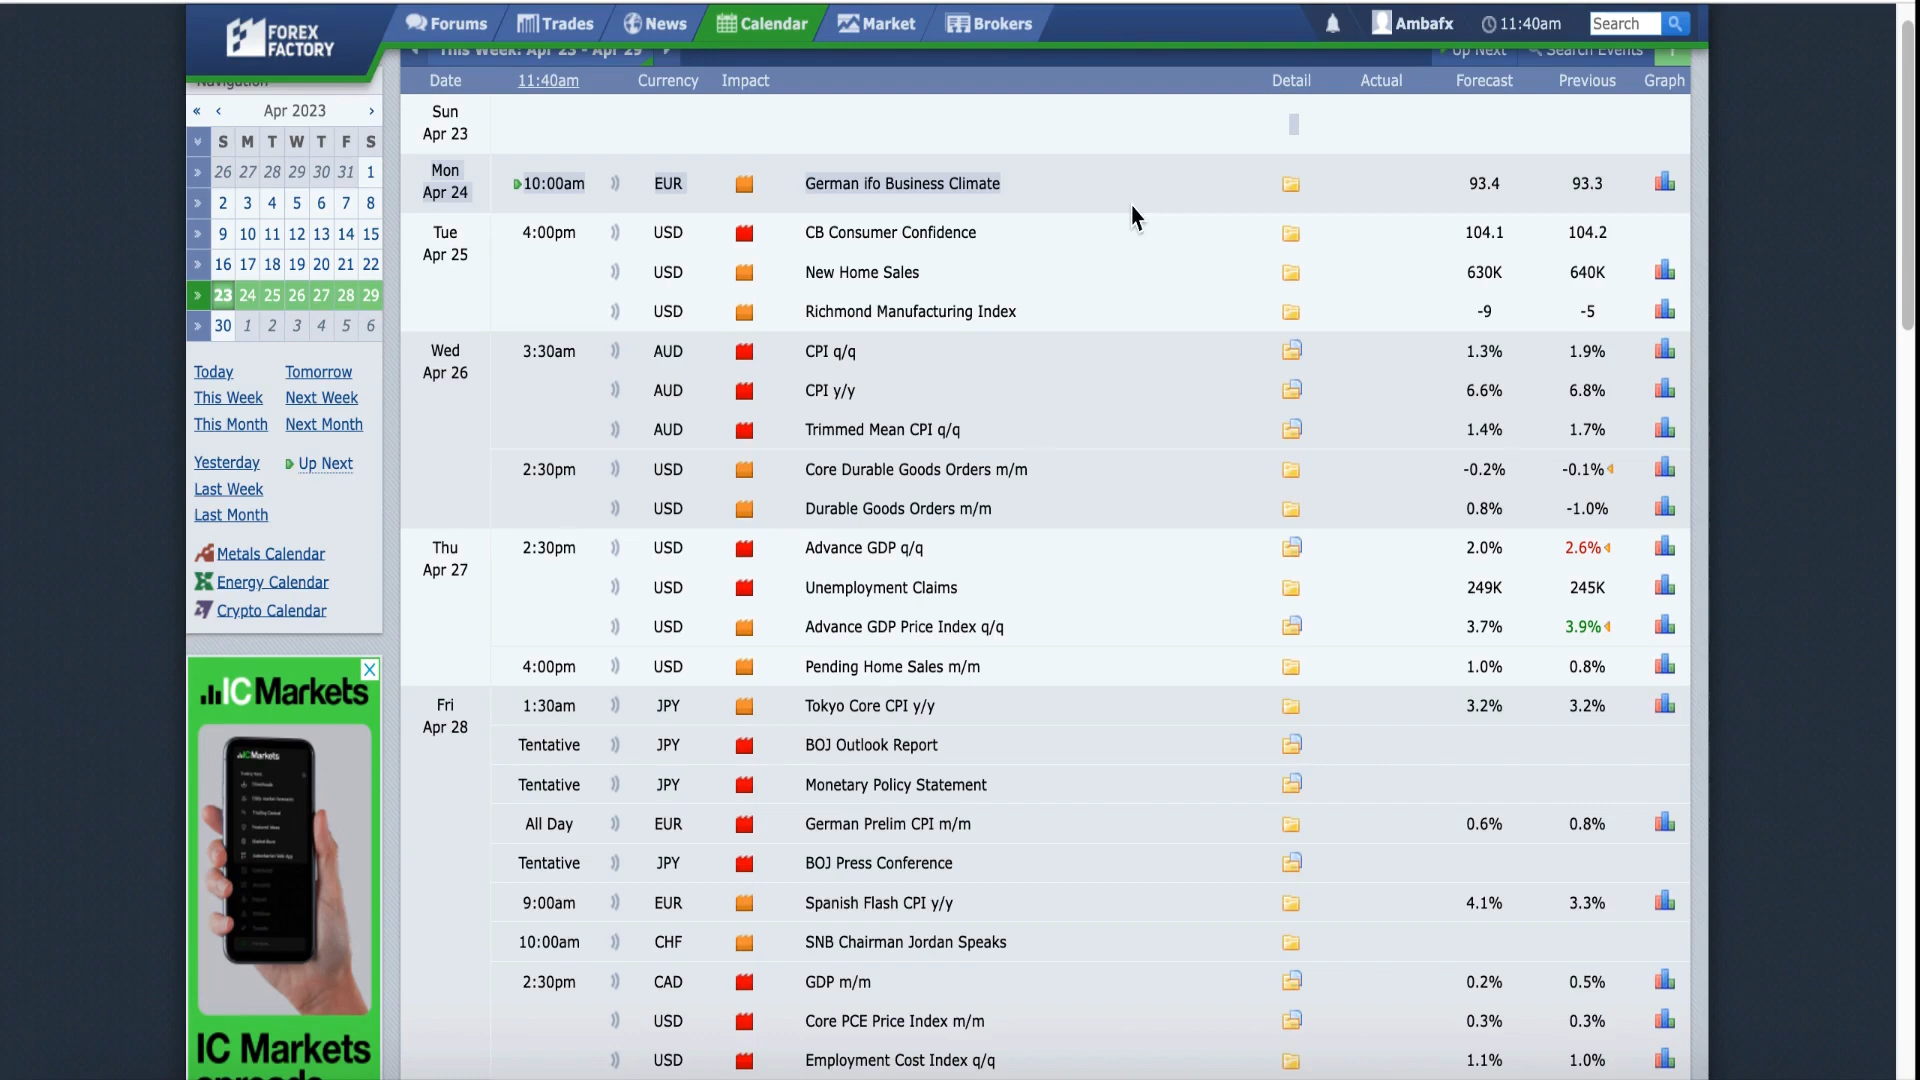 FOREX
FACTORY
Forums
Trades
News
Calendar
Market
Brokers
Ambafx
11:40am
Search
This Week: Apr 23 - Apr 29
Up Next
Search Events
Navigation
Apr 2023
S M T W T F S
26 27 28 29 30 31 1
2 3 4 5 6 7 8
9 10 11 12 13 14 15
16 17 18 19 20 21 22
23 24 25 26 27 28 29
30 1 2 3 4 5 6
Today Tomorrow
This Week Next Week
This Month Next Month
Yesterday Up Next
Last Week
Last Month
Metals Calendar
Energy Calendar
Crypto Calendar
IC Markets
IC Markets
IC Markets
Date 11:40am Currency Impact Detail Actual Forecast Previous Graph
Sun
Apr 23
Mon
Apr 24
10:00am EUR German ifo Business Climate 93.4 93.3
Tue
Apr 25
4:00pm USD CB Consumer Confidence 104.1 104.2
USD New Home Sales 630K 640K
USD Richmond Manufacturing Index -9 -5
Wed
Apr 26
3:30am AUD CPI q/q 1.3% 1.9%
AUD CPI y/y 6.6% 6.8%
AUD Trimmed Mean CPI q/q 1.4% 1.7%
2:30pm USD Core Durable Goods Orders m/m -0.2% -0.1%
USD Durable Goods Orders m/m 0.8% -1.0%
Thu
Apr 27
2:30pm USD Advance GDP q/q 2.0% 2.6%
USD Unemployment Claims 249K 245K
USD Advance GDP Price Index q/q 3.7% 3.9%
4:00pm USD Pending Home Sales m/m 1.0% 0.8%
Fri
Apr 28
1:30am JPY Tokyo Core CPI y/y 3.2% 3.2%
Tentative JPY BOJ Outlook Report
Tentative JPY Monetary Policy Statement
All Day EUR German Prelim CPI m/m 0.6% 0.8%
Tentative JPY BOJ Press Conference
9:00am EUR Spanish Flash CPI y/y 4.1% 3.3%
10:00am CHF SNB Chairman Jordan Speaks
2:30pm CAD GDP m/m 0.2% 0.5%
USD Core PCE Price Index m/m 0.3% 0.3%
USD Employment Cost Index q/q 1.1% 1.0%